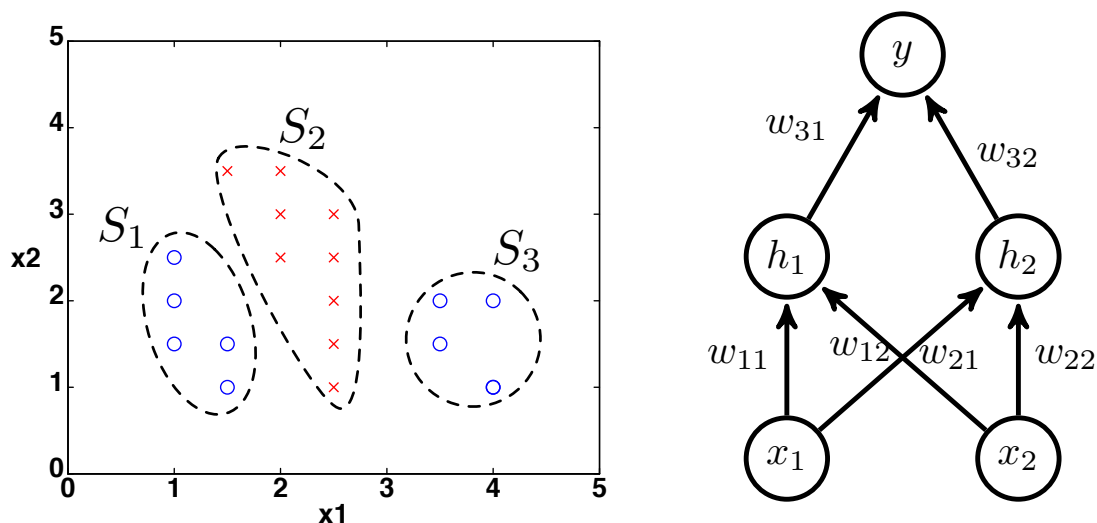 5
4
3
2
1
0
x2
0 1 2 3 4 5
x1
S₁
S₂
S₃
y
w₃₁
w₃₂
h₁
h₂
w₁₁
w₁₂
w₂₁
w₂₂
x₁
x₂